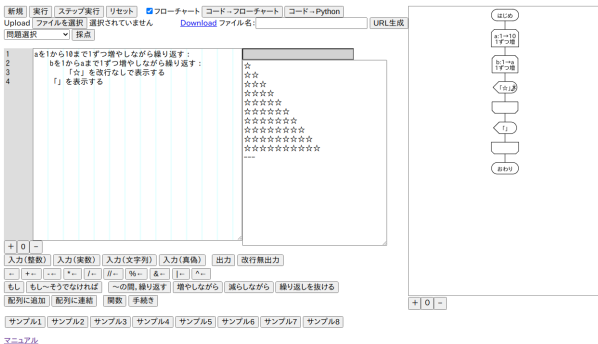 新規 実行 ステップ実行 リセット フローチャート コード→フローチャート コード→Python
Upload ファイルを選択 選択されていません Download ファイル名: URL生成
問題選択 採点
1 aを1から10まで1ずつ増やしながら繰り返す：
2 bを1からaまで1ずつ増やしながら繰り返す：
3 「☆」を改行なしで表示する
4 「」を表示する
☆
☆☆
☆☆☆
☆☆☆☆
☆☆☆☆☆
☆☆☆☆☆☆
☆☆☆☆☆☆☆
☆☆☆☆☆☆☆☆
☆☆☆☆☆☆☆☆☆
☆☆☆☆☆☆☆☆☆☆
---
+ 0 -
入力(整数) 入力(実数) 入力(文字列) 入力(真偽) 出力 改行無出力
← +← -← *← /← //← %← &← |← ^←
もし もし～そうでなければ ～の間,繰り返す 増やしながら 減らしながら 繰り返しを抜ける
配列に追加 配列に連結 関数 手続き
サンプル1 サンプル2 サンプル3 サンプル4 サンプル5 サンプル6 サンプル7 サンプル8
マニュアル
はじめ
a:1→10
1ずつ増
b:1→a
1ずつ増
「☆」
「」
おわり
+ 0 -